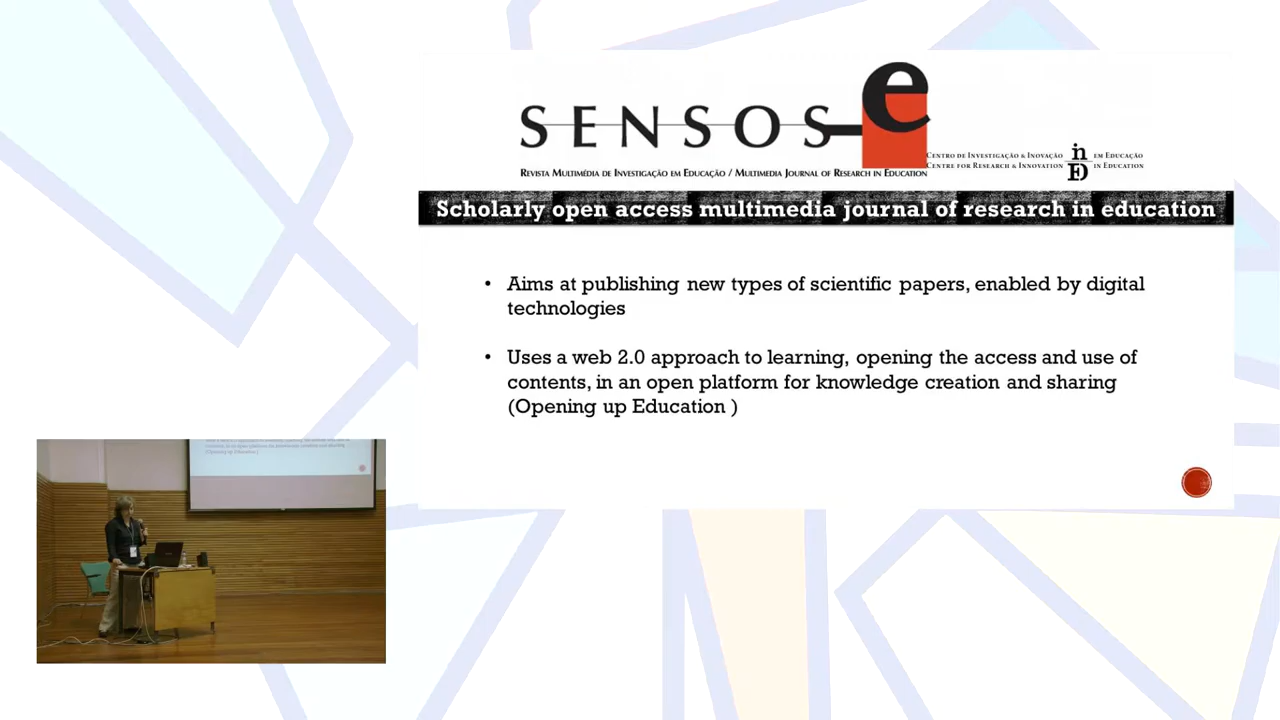 SENSOS-e
REVISTA MULTIMÉDIA DE INVESTIGAÇÃO EM EDUCAÇÃO / MULTIMEDIA JOURNAL OF RESEARCH IN EDUCATION
CENTRO DE INVESTIGAÇÃO & INOVAÇÃO in EM EDUCAÇÃO
CENTRE FOR RESEARCH & INNOVATION ED IN EDUCATION
Scholarly open access multimedia journal of research in education
• Aims at publishing new types of scientific papers, enabled by digital
technologies
• Uses a web 2.0 approach to learning, opening the access and use of
contents, in an open platform for knowledge creation and sharing
(Opening up Education )
(Opening up Education )